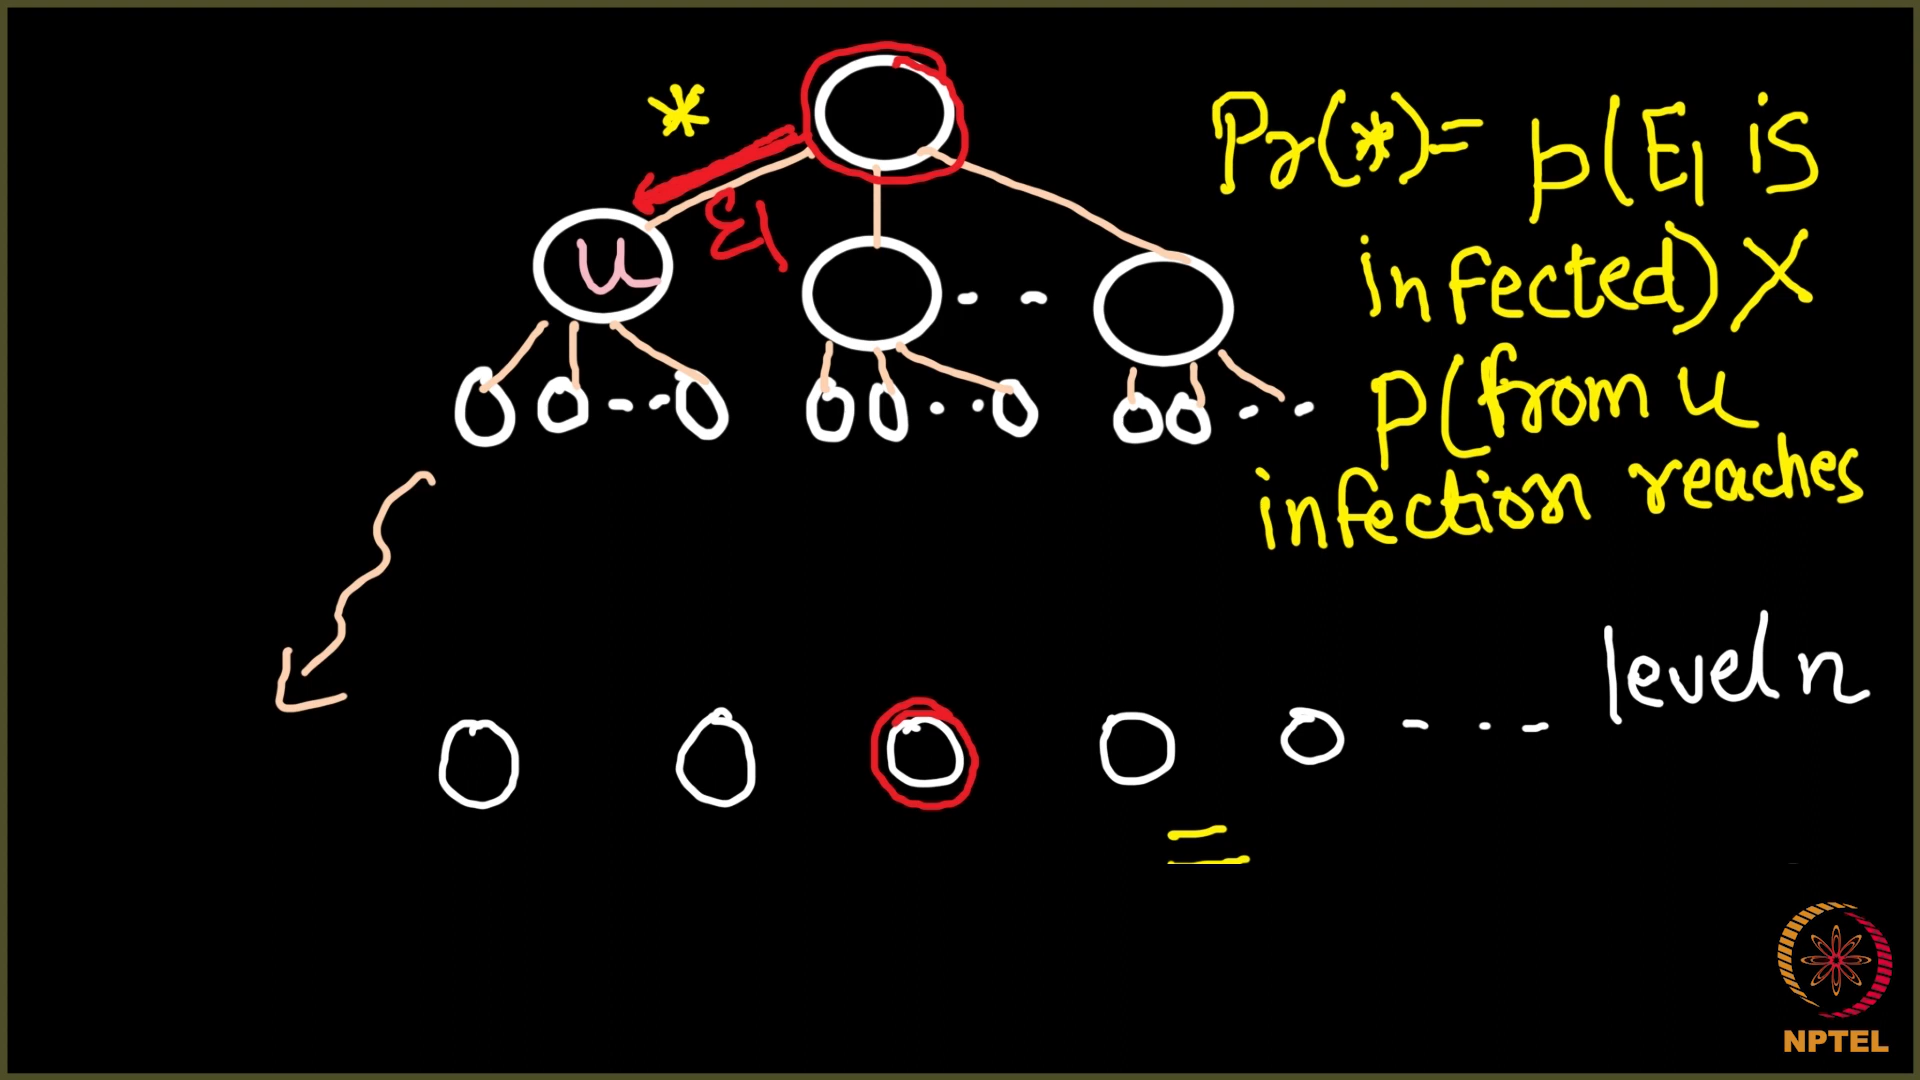 *
Pr(*)= p(E1 is
infected) X
p(from u
infection reaches
u
E1
level n
=
NPTEL